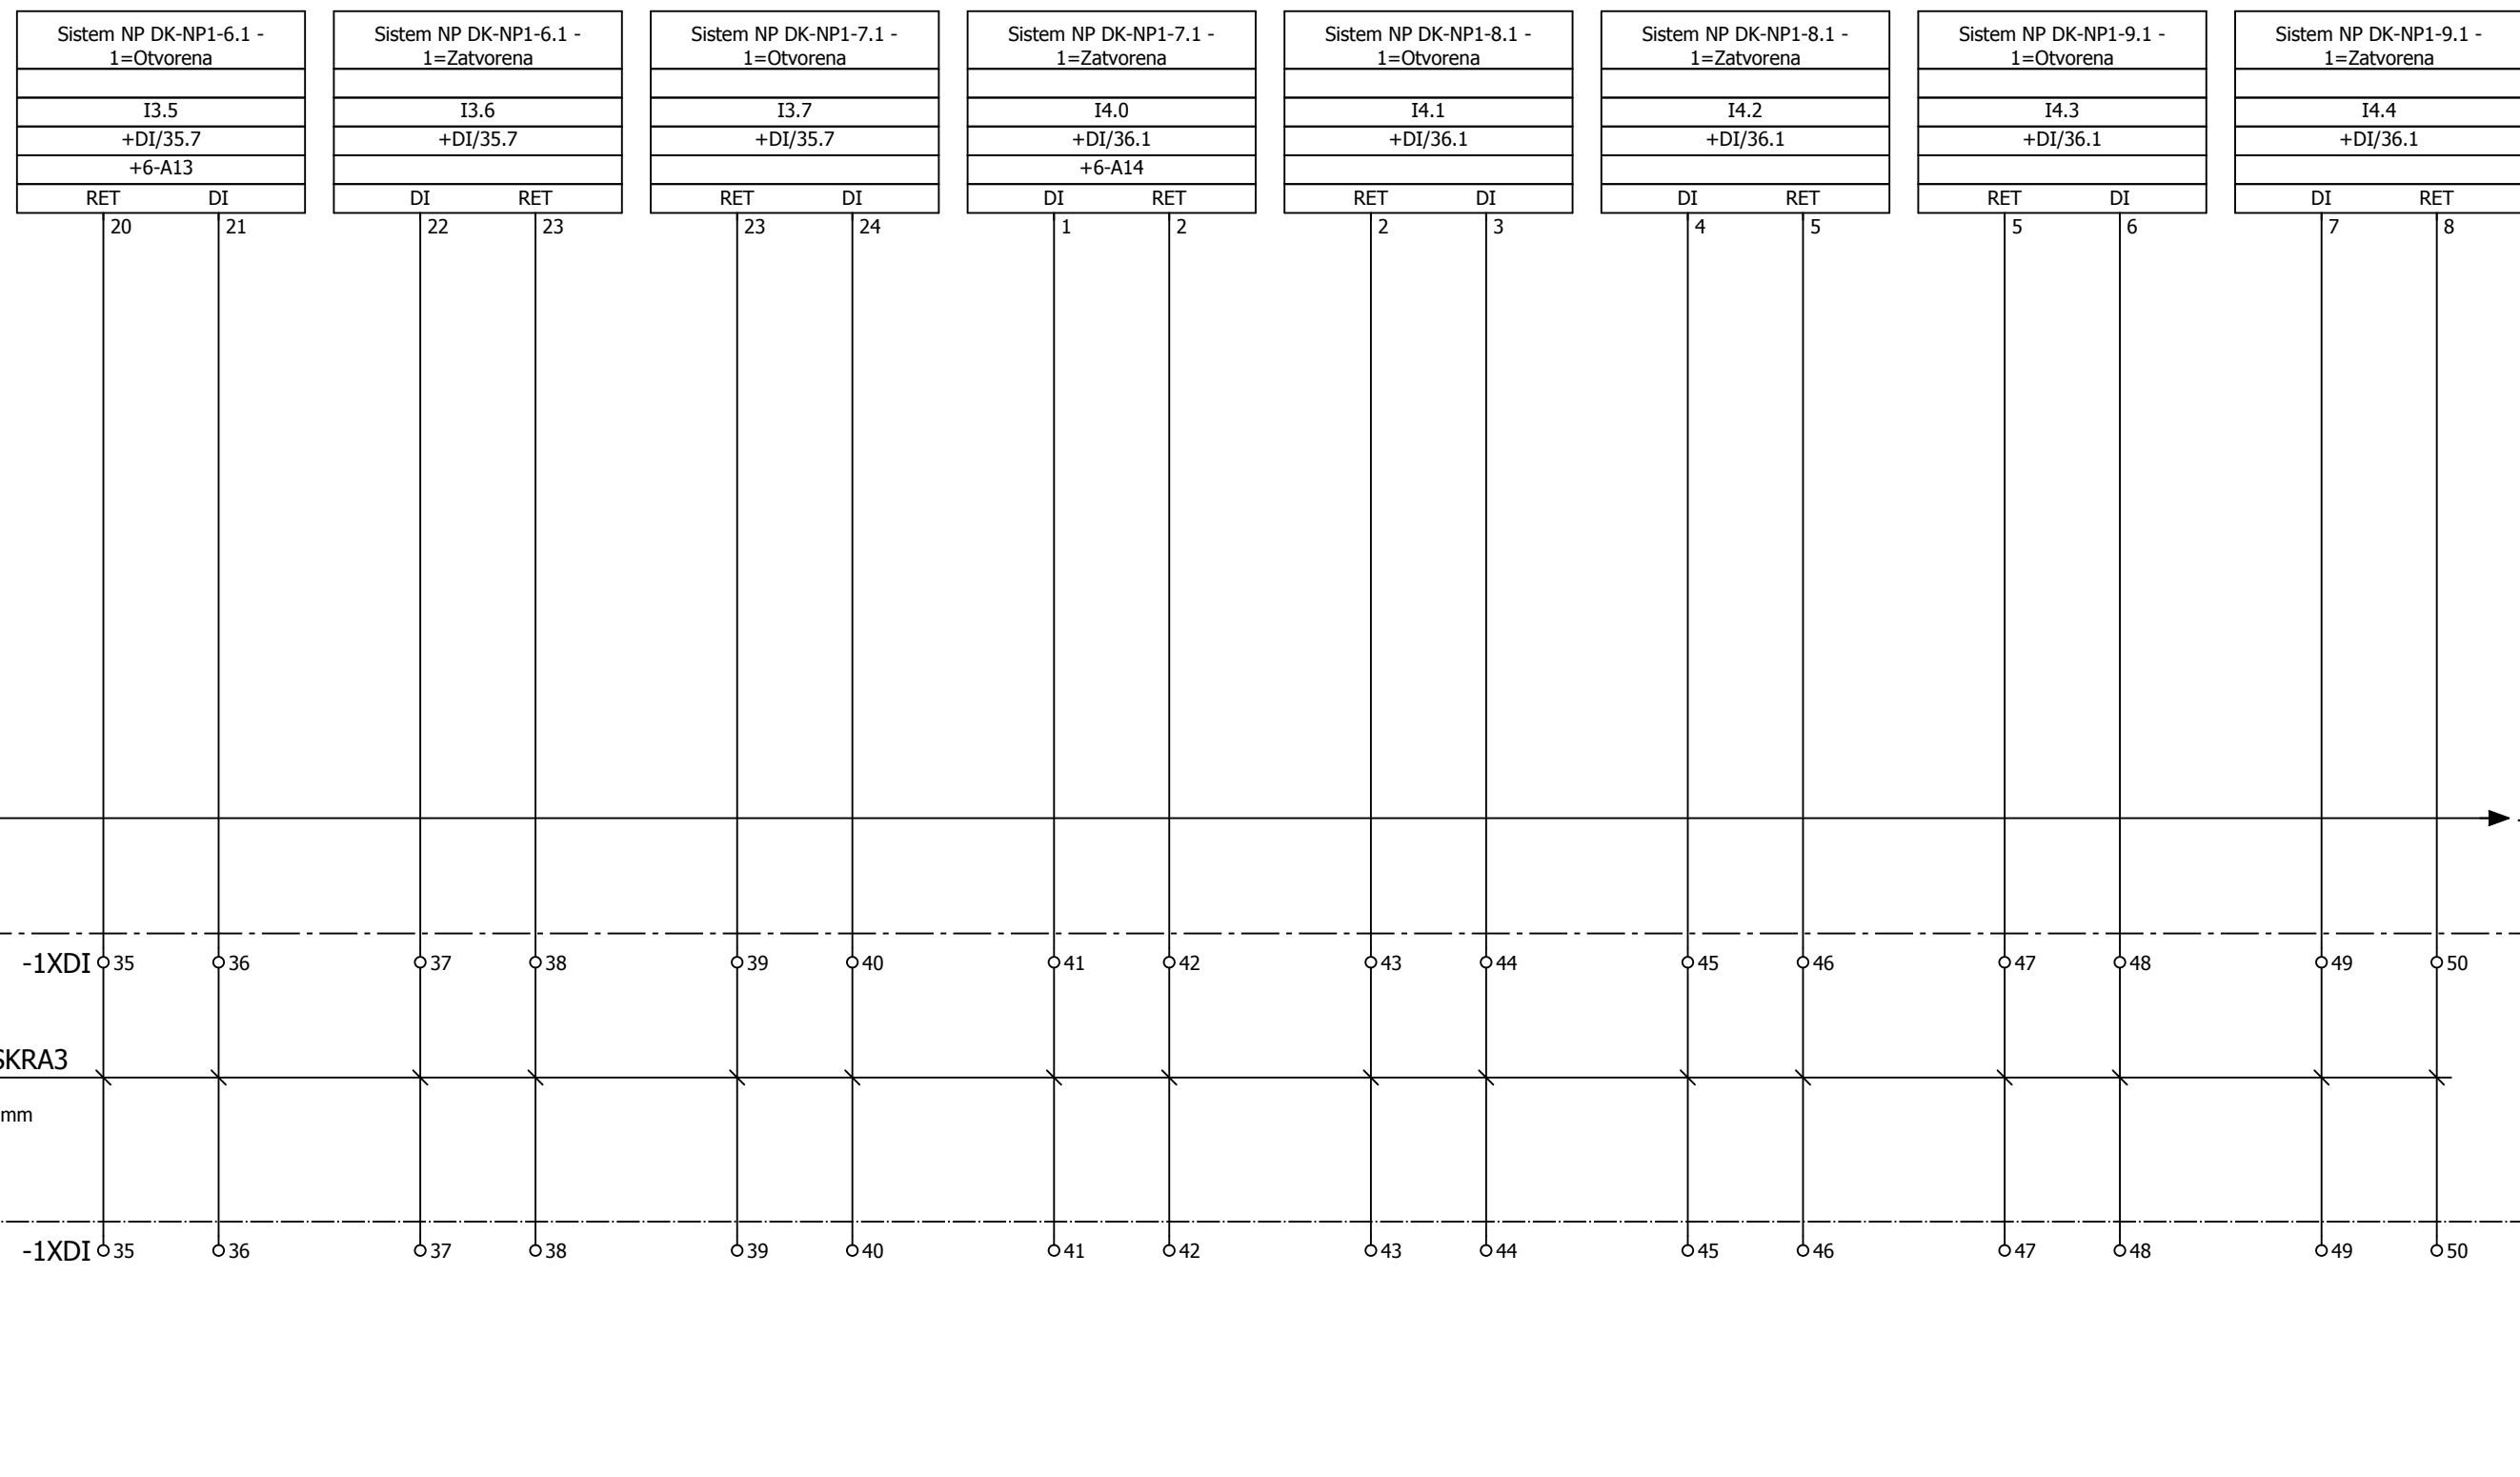 Sistem NP DK-NP1-6.1 -
1=Otvorena
I3.5
+DI/35.7
+6-A13
RET DI
20 21
Sistem NP DK-NP1-6.1 -
1=Zatvorena
I3.6
+DI/35.7
DI RET
22 23
Sistem NP DK-NP1-7.1 -
1=Otvorena
I3.7
+DI/35.7
RET DI
23 24
Sistem NP DK-NP1-7.1 -
1=Zatvorena
I4.0
+DI/36.1
+6-A14
DI RET
1 2
Sistem NP DK-NP1-8.1 -
1=Otvorena
I4.1
+DI/36.1
RET DI
2 3
Sistem NP DK-NP1-8.1 -
1=Zatvorena
I4.2
+DI/36.1
DI RET
4 5
Sistem NP DK-NP1-9.1 -
1=Otvorena
I4.3
+DI/36.1
RET DI
5 6
Sistem NP DK-NP1-9.1 -
1=Zatvorena
I4.4
+DI/36.1
DI RET
7 8
-1XDI 35 36 37 38 39 40 41 42 43 44 45 46 47 48 49 50
SKRA3
mm
-1XDI 35 36 37 38 39 40 41 42 43 44 45 46 47 48 49 50